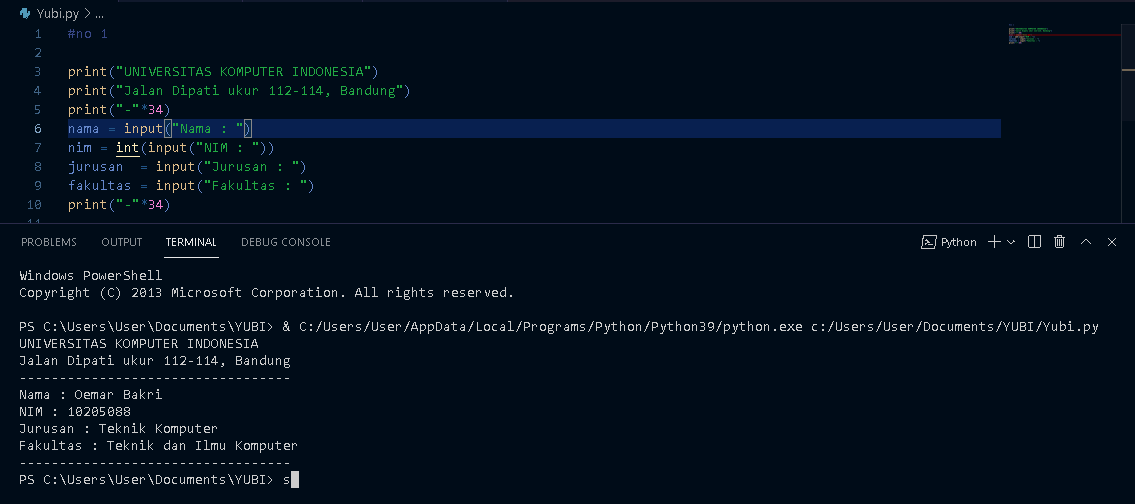 Yubi.py > ...
1 #no 1
2
3 print("UNIVERSITAS KOMPUTER INDONESIA")
4 print("Jalan Dipati ukur 112-114, Bandung")
5 print("-"*34)
6 nama = input("Nama : ")
7 nim = int(input("NIM : "))
8 jurusan  = input("Jurusan : ")
9 fakultas = input("Fakultas : ")
10 print("-"*34)
PROBLEMS OUTPUT TERMINAL DEBUG CONSOLE Python
Windows PowerShell
Copyright (C) 2013 Microsoft Corporation. All rights reserved.
PS C:\Users\User\Documents\YUBI> & C:/Users/User/AppData/Local/Programs/Python/Python39/python.exe c:/Users/User/Documents/YUBI/Yubi.py
UNIVERSITAS KOMPUTER INDONESIA
Jalan Dipati ukur 112-114, Bandung
----------------------------------
Nama : Oemar Bakri
NIM : 10205088
Jurusan : Teknik Komputer
Fakultas : Teknik dan Ilmu Komputer
----------------------------------
PS C:\Users\User\Documents\YUBI> s